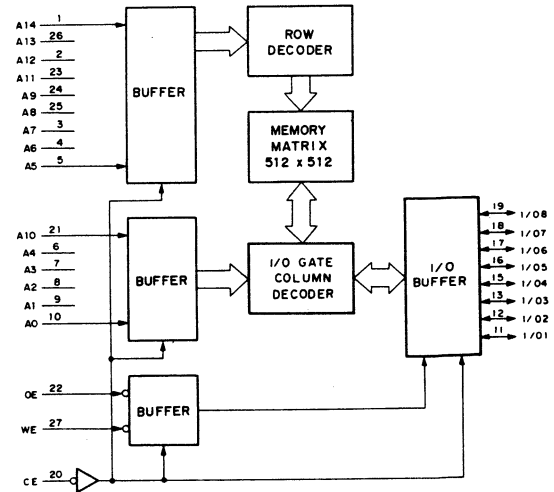 A14 1
A13 26
A12 2
A11 23
A9 24
A8 25
A7 3
A6 4
A5 5
BUFFER
ROW
DECODER
MEMORY
MATRIX
512 x 512
A10 21
A4 6
A3 7
A2 8
A1 9
A0 10
BUFFER
I/O GATE
COLUMN
DECODER
I/O
BUFFER
19 I/O8
18 I/O7
17 I/O6
16 I/O5
15 I/O4
13 I/O3
12 I/O2
11 I/O1
OE 22
WE 27
BUFFER
CE 20